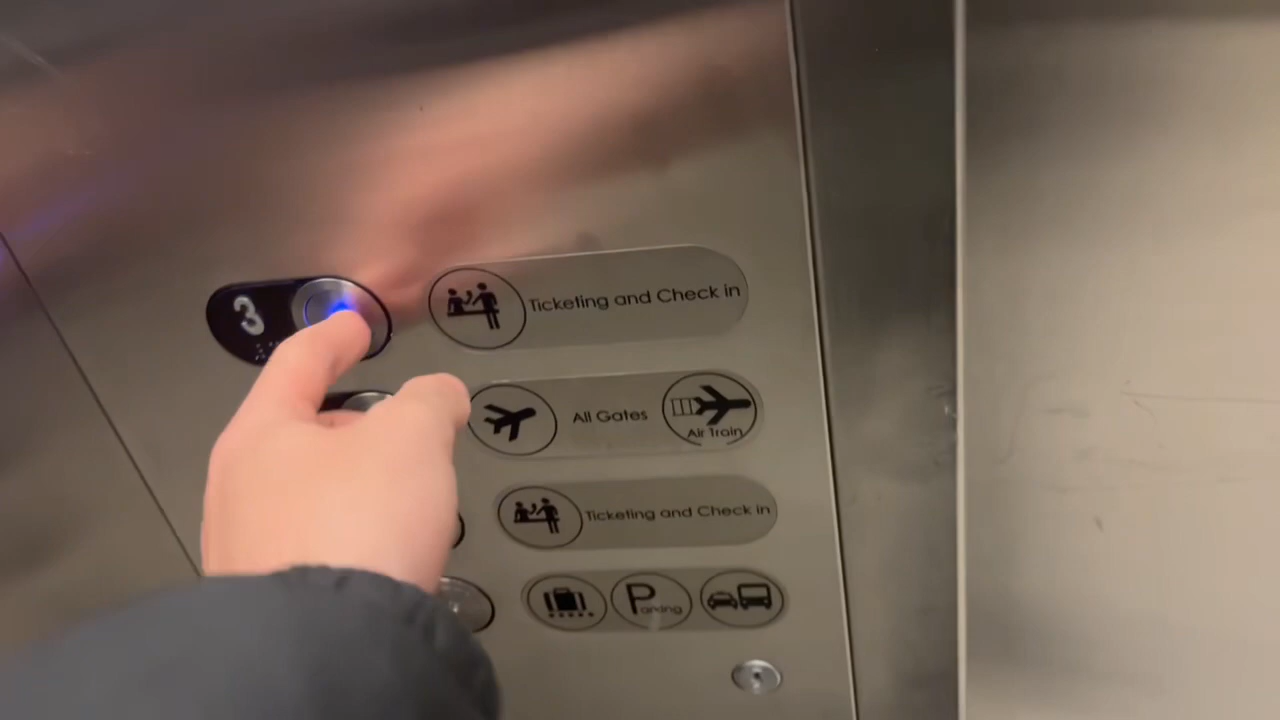 3
Ticketing and Check in
All Gates
Air Train
Ticketing and Check in
Parking